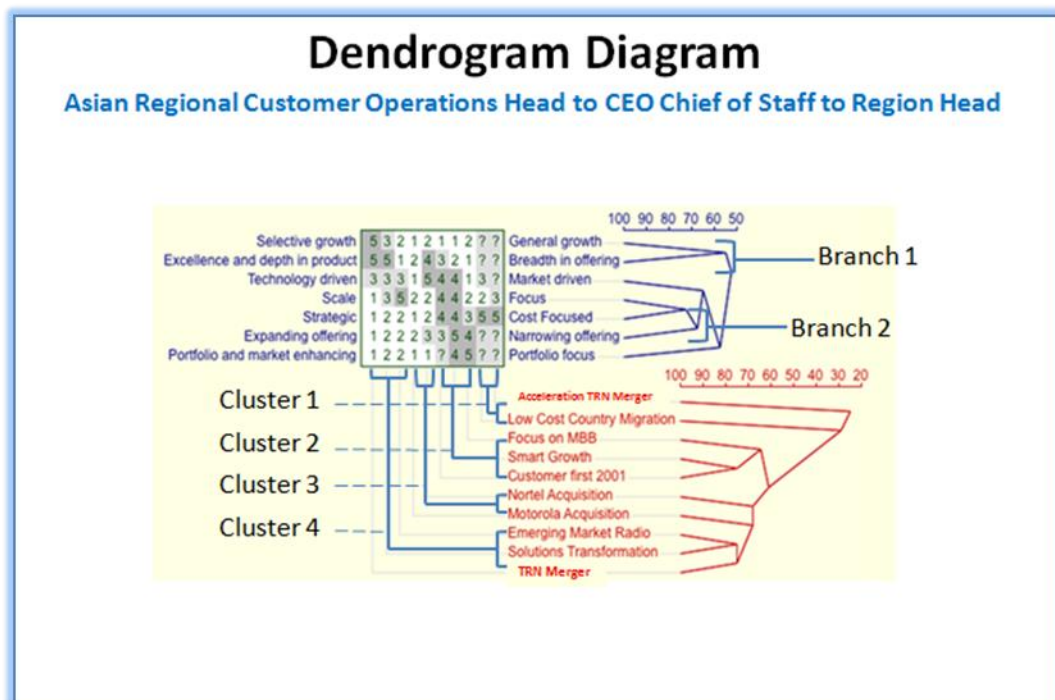 Dendrogram Diagram
Asian Regional Customer Operations Head to CEO Chief of Staff to Region Head
100 90 80 70 60 50
Selective growth 5 3 2 1 2 1 1 2 ? ? General growth
Excellence and depth in product 5 5 1 2 4 3 2 1 ? ? Breadth in offering
Branch 1
Technology driven 3 3 3 1 5 4 4 1 3 ? Market driven
Scale 1 3 5 2 2 4 4 2 2 3 Focus
Strategic 1 2 2 1 2 4 4 3 5 5 Cost Focused
Branch 2
Expanding offering 1 2 2 2 3 3 5 4 ? ? Narrowing offering
Portfolio and market enhancing 1 2 2 1 1 ? 4 5 ? ? Portfolio focus
100 90 80 70 60 50 40 30 20
Cluster 1
Acceleration TRN Merger
Low Cost Country Migration
Cluster 2
Focus on MBB
Smart Growth
Customer first 2001
Cluster 3
Nortel Acquisition
Motorola Acquisition
Cluster 4
Emerging Market Radio
Solutions Transformation
TRN Merger